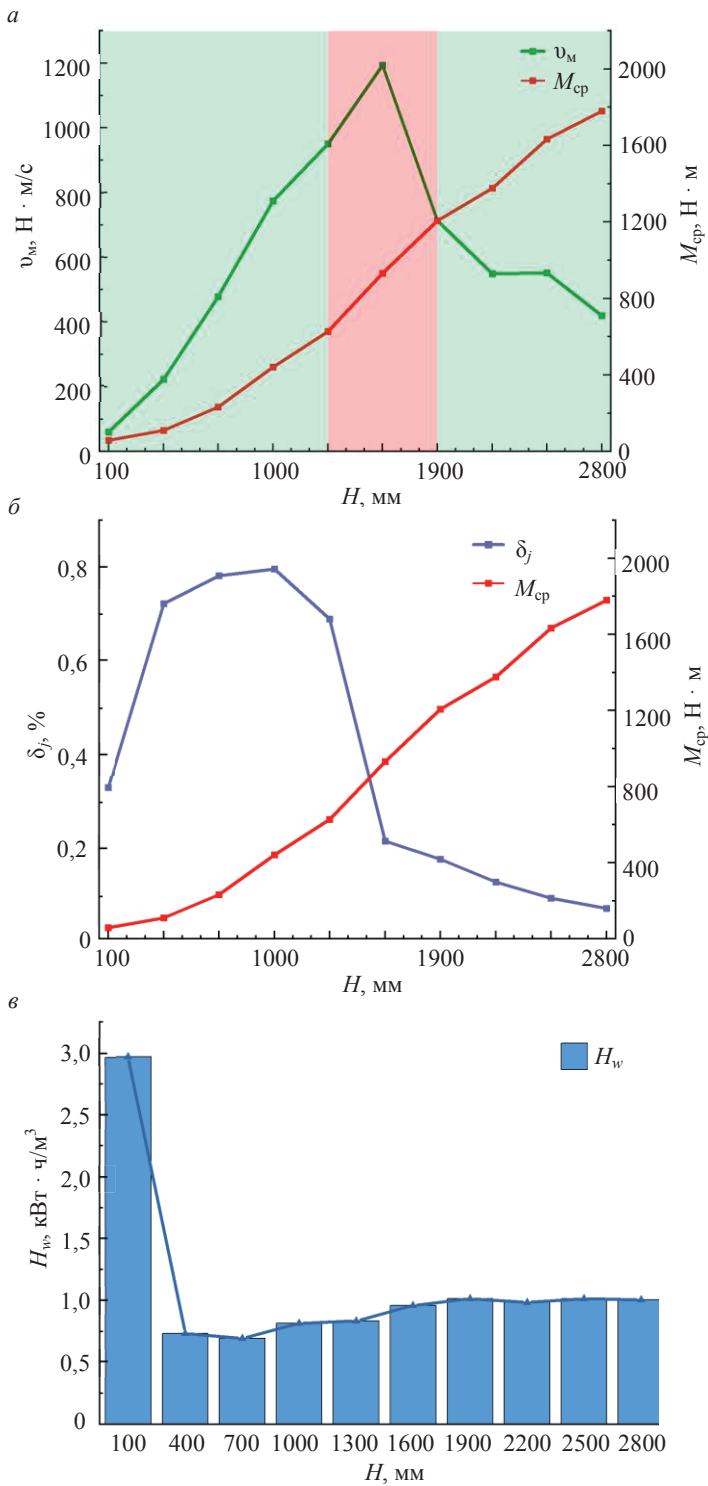 а
υм
Mср
1200
1000
800
600
400
200
0
υм, Н · м/с
2000
1600
1200
800
400
0
Mср, Н · м
100
1000
1900
2800
H, мм
б
δj
Mср
0,8
0,6
0,4
0,2
0
δj, %
2000
1600
1200
800
400
0
Mср, Н · м
100
1000
1900
2800
H, мм
в
Hw
3,0
2,5
2,0
1,5
1,0
0,5
0
Hw, кВт · ч/м³
100 400 700 1000 1300 1600 1900 2200 2500 2800
H, мм